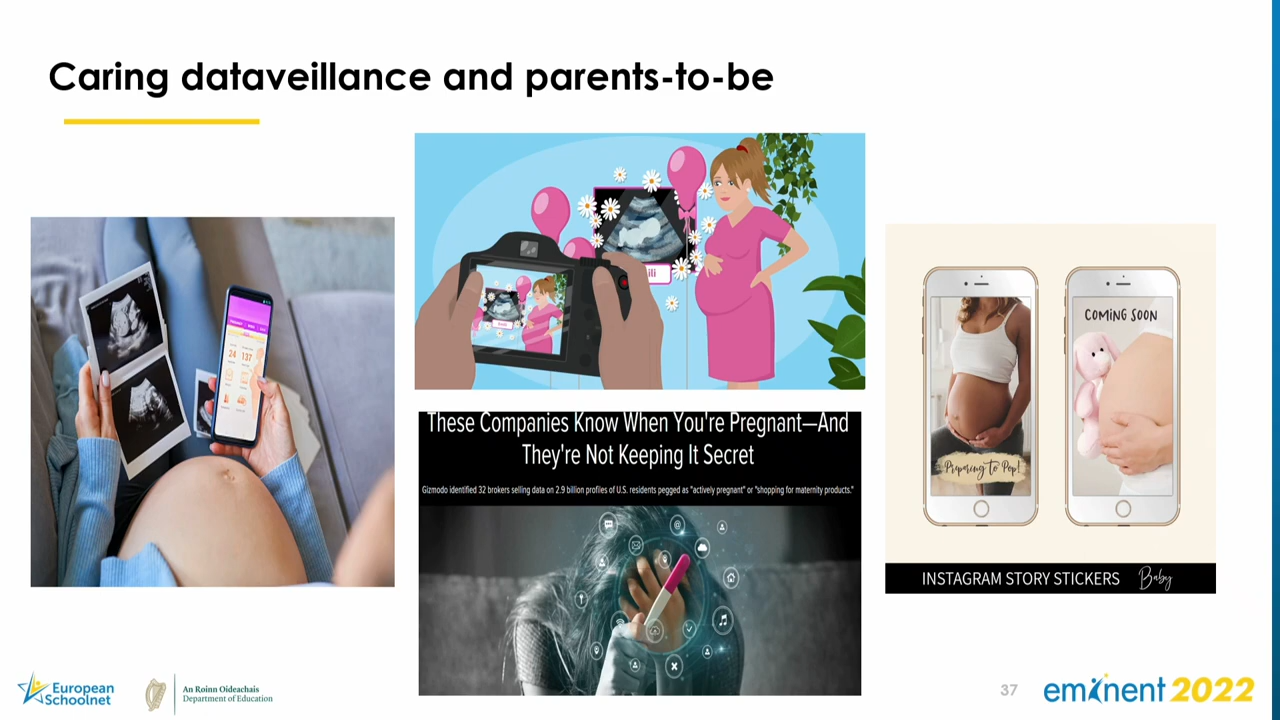 Caring dataveillance and parents-to-be
24
137
ili
These Companies Know When You're Pregnant—And
They're Not Keeping It Secret
Gizmodo identified 32 brokers selling data on 2.9 billion profiles of U.S. residents pegged as "actively pregnant" or "shopping for maternity products."
Preparing to Pop!
COMING SOON
INSTAGRAM STORY STICKERS Baby
European
Schoolnet
An Roinn Oideachais
Department of Education
37
eminent 2022